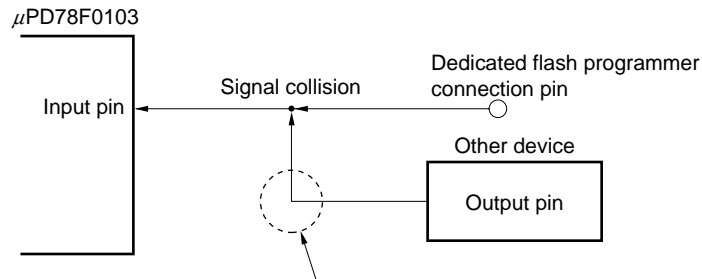 μPD78F0103
Input pin
Signal collision
Dedicated flash programmer
connection pin
Other device
Output pin